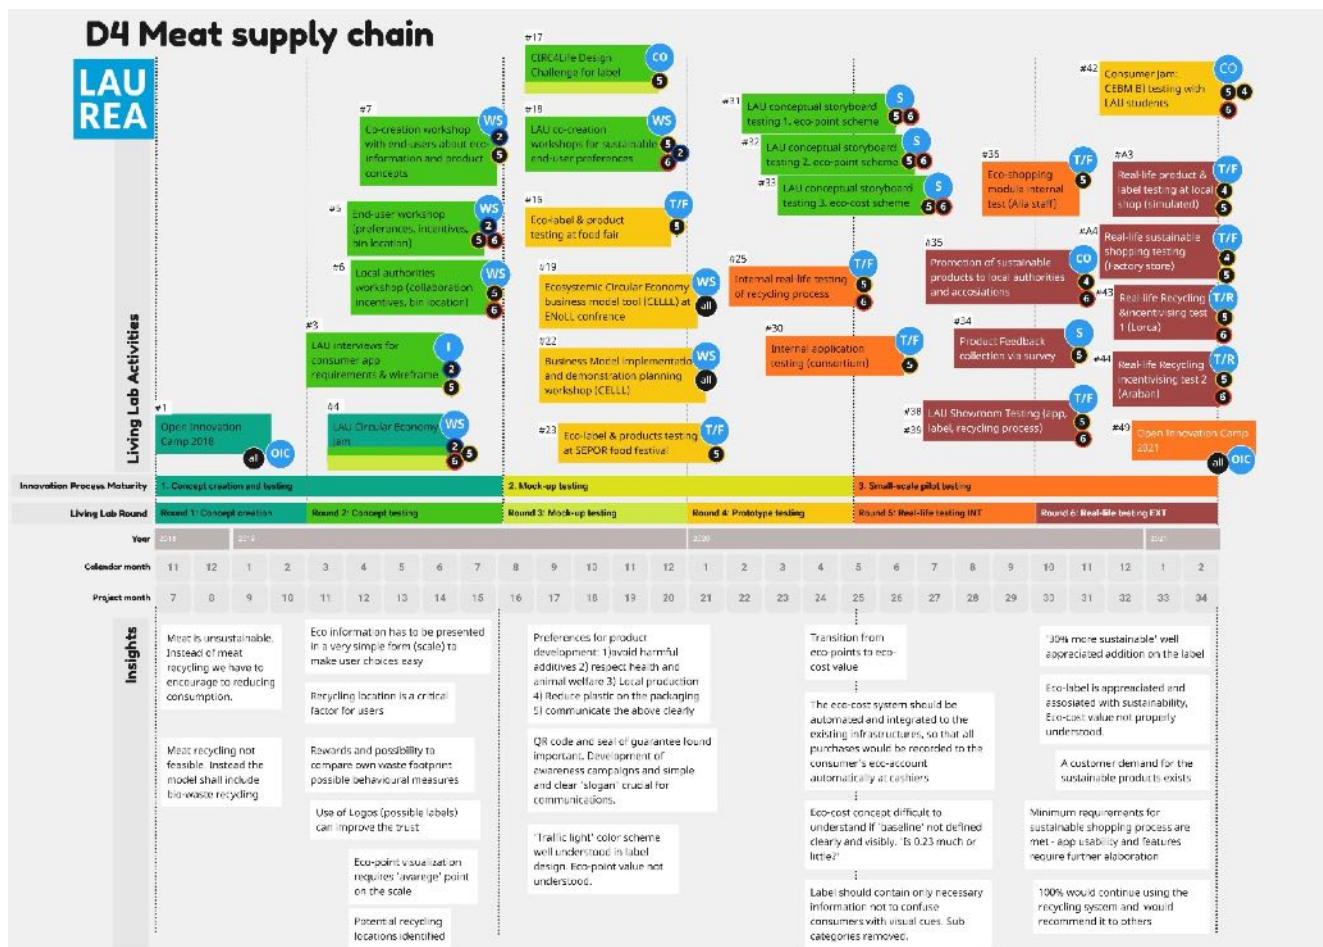 D4 Meat supply chain
LAU
REA
Living Lab Activities
#1
Open Innovation
Camp 2018
al
OIC
#7
Co-creation workshop
with end-users about eco-
information and product
concepts
WS
2
5
#5
End-user workshop
(preferances, incentives,
bin location)
WS
2
5 6
#6
Local authorities
workshop (collaboration
incentives, bin location)
WS
5
6
#3
LAU interviews for
consumer app
requirements & wireframe
I
2
5
#4
LAU Circular Economy
Jam
WS
2
5
6
#17
CIRC4Life Design
Challenge for label
CO
5
#18
LAU co-creation
workshops for sustainable
end-user preferences
WS
5
2
6
#16
Eco-label & product
testing at food fair
T/F
5
#19
Ecosystemic Circular Economy
business model tool (CELLL) at
ENoLL confrence
WS
all
#22
Business Model Implementatio
and demonstration planning
workshop (CELLL)
WS
all
#23
Eco-label & products testing
at SEPOR food festival
T/F
5
#31
LAU conceptual storyboard
testing 1. eco-point scheme
S
5 6
#32
LAU conceptual storyboard
testing 2. eco-point scheme
S
5 6
#33
LAU conceptual storyboard
testing 3. eco-cost scheme
S
5 6
#25
Internal real-life testing
of recycling process
T/F
5
6
#30
Internal application
testing (consortium)
T/F
5
#35
Eco-shopping
module internal
test (Alia staff)
T/F
5
#35
Promotion of sustainable
products to local authorities
and accosiations
CO
4
6
#34
Product Feedback
collection via survey
S
5
#38
#39
LAU Showroom Testing (app,
label, recycling process)
T/F
5
6
#42
Consumer Jam:
CEBM B) testing with
LAU students
CO
5 4
6
#A3
Real-life product &
label testing at local
shop (simulated)
T/F
4
5
#A4
Real-life sustainable
shopping testing
(Factory store)
T/F
4
5
#43
Real-life Recycling
&incentivising test
1 (Lorca)
T/R
5
6
#44
Real-life Recycling
incentivising test 2
(Araban)
T/R
5
6
#49
Open Innovation Camp
2021
all
OIC
Innovation Process Maturity
1. Concept creation and testing
2. Mock-up testing
3. Small-scale pilot testing
Living Lab Round
Round 1: Concept creation
Round 2: Concept testing
Round 3: Mock-up testing
Round 4: Prototype testing
Round 5: Real-life testing INT
Round 6: Real-life testing EXT
Year
2018
2019
2020
2021
Calendar month
11 12 1 2 3 4 5 6 7 8 9 10 11 12 1 2 3 4 5 6 7 8 9 10 11 12 1 2
Project month
7 8 9 10 11 12 13 14 15 16 17 18 19 20 21 22 23 24 25 26 27 28 29 30 31 32 33 34
Insights
Meat is unsustainable.
Instead of meat
recycling we have to
encourage to reducing
consumption.
Meat recycling not
feasible. Instead the
model shall include
bio-waste recycling
Eco information has to be presented
in a very simple form (scale) to
make user choices easy
Recycling location is a critical
factor for users
Rewards and possibility to
compare own waste footprint
possible behavioural measures
Use of Logos (possible labels)
can improve the trust
Eco-point visualization
requires 'avarege' point
on the scale
Potential recycling
locations identified
Preferences for product
development: 1)avoid harmful
additives 2) respect health and
animal welfare 3) Local production
4) Reduce plastic on the packaging
5) communicate the above clearly
QR code and seal of guarantee found
important. Development of
awareness campaigns and simple
and clear 'slogan' crucial for
communications.
'Traffic light' color scheme
well understood in label
design. Eco-point value not
understood.
Transition from
eco-points to eco-
cost value
The eco-cost system should be
automated and integrated to the
existing infrastructures, so that all
purchases would be recorded to the
consumer's eco-account
automatically at cashiers
Eco-cost concept difficult to
understand if 'baseline' not defined
clearly and visibly. 'Is 0.23 much or
little?'
Label should contain only necessary
information not to confuse
consumers with visual cues. Sub
categories removed.
'30% more sustainable' well
appreciated addition on the label
Eco-label is appreaciated and
assosiated with sustainability,
Eco-cost value not properly
understood.
A customer demand for the
sustainable products exists
Minimum requirements for
sustainable shopping process are
met - app usability and features
require further elaboration
100% would continue using the
recycling system and would
recommend it to others